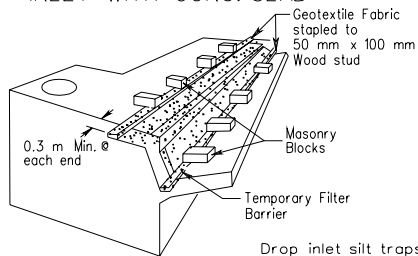 INLET WITH CONC. SLAB
Geotextile Fabric
stapled to
50 mm x 100 mm
Wood stud
0.3 m Min. @
each end
Masonry
Blocks
Temporary Filter
Barrier
Drop inlet silt traps